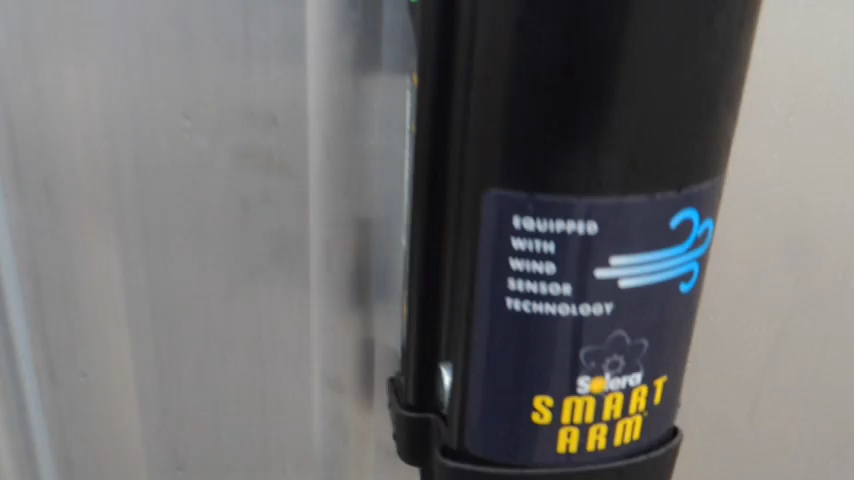 EQUIPPED
WITH
WIND
SENSOR
TECHNOLOGY
Solera
SMART
ARM